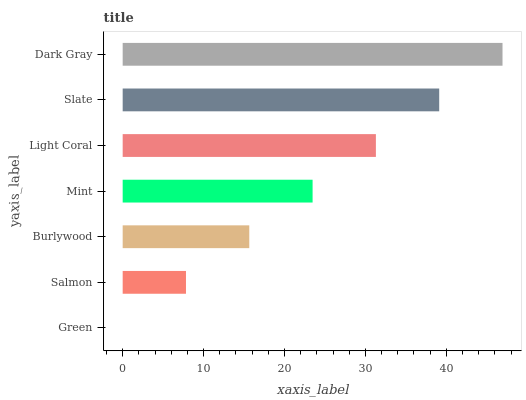 title
Dark Gray
Slate
Light Coral
Mint
Burlywood
Salmon
Green
yaxis_label
0 10 20 30 40
xaxis_label